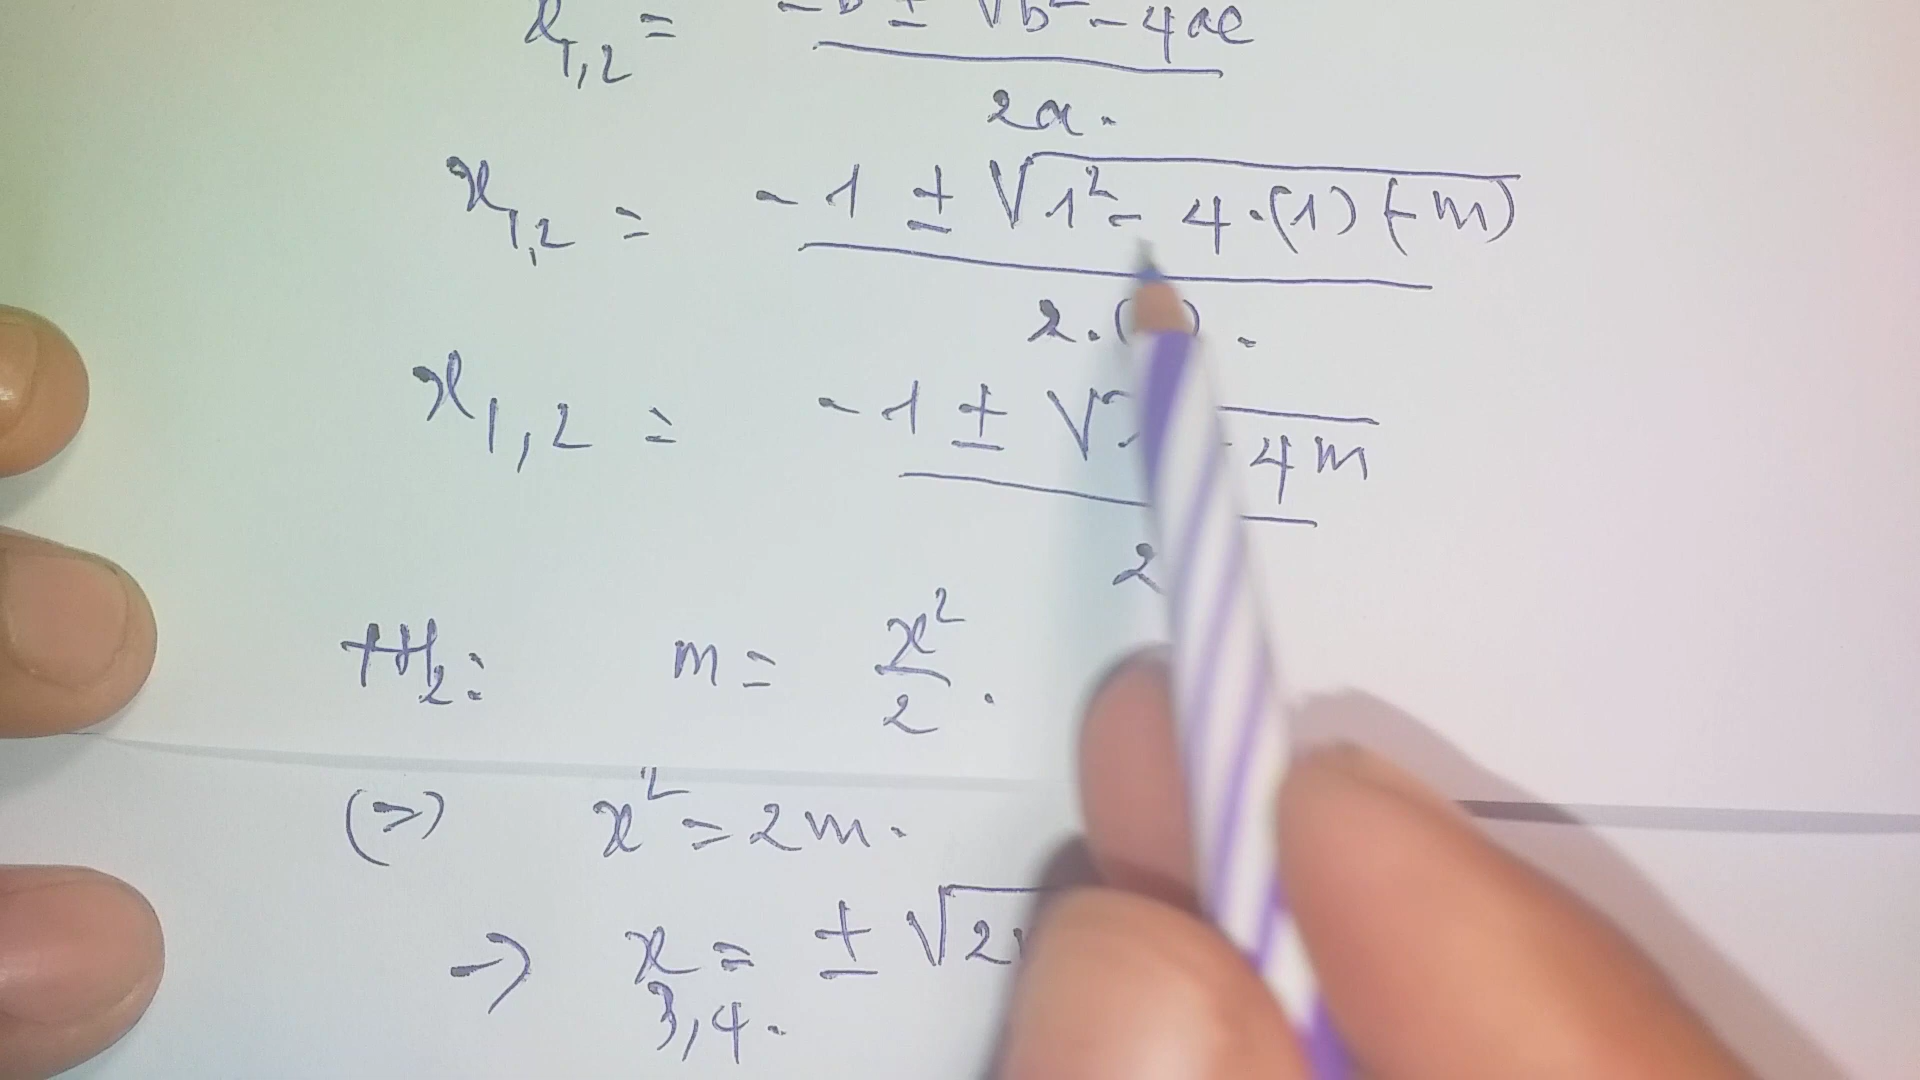 x1,2 = -b ± √b² - 4ac / 2a.
x1,2 = -1 ± √1² - 4.(1)(-m) / 2.( ) .
x1,2 = -1 ± √ 4m / 2
TH2: m = x²/2 .
(=) x² = 2m.
-> x3,4. = ± √2